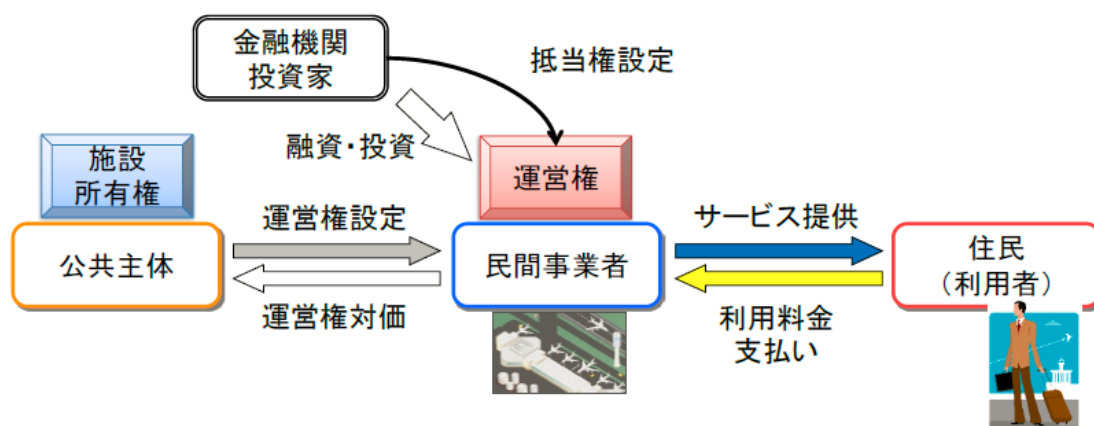 金融機関
投資家
抵当権設定
融資・投資
施設
所有権
運営権
運営権設定
サービス提供
公共主体
民間事業者
住民
（利用者）
運営権対価
利用料金
支払い